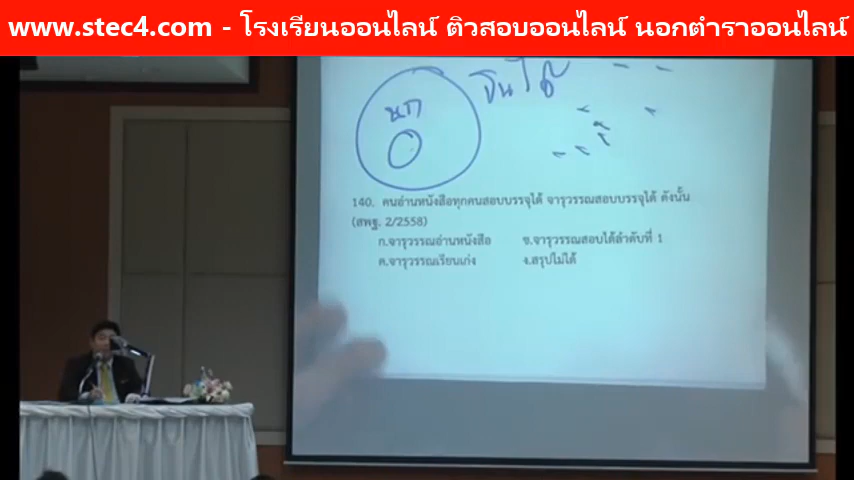 www.stec4.com - โรงเรียนออนไลน์ ติวสอบออนไลน์ นอกตำราออนไลน์
นก
บินได้
140. คนอ่านหนังสือทุกคนสอบบรรจุได้ จารุวรรณสอบบรรจุได้ ดังนั้น
(สพฐ. 2/2558)
ก.จารุวรรณอ่านหนังสือ ข.จารุวรรณสอบได้ลำดับที่ 1
ค.จารุวรรณเรียนเก่ง ง.สรุปไม่ได้